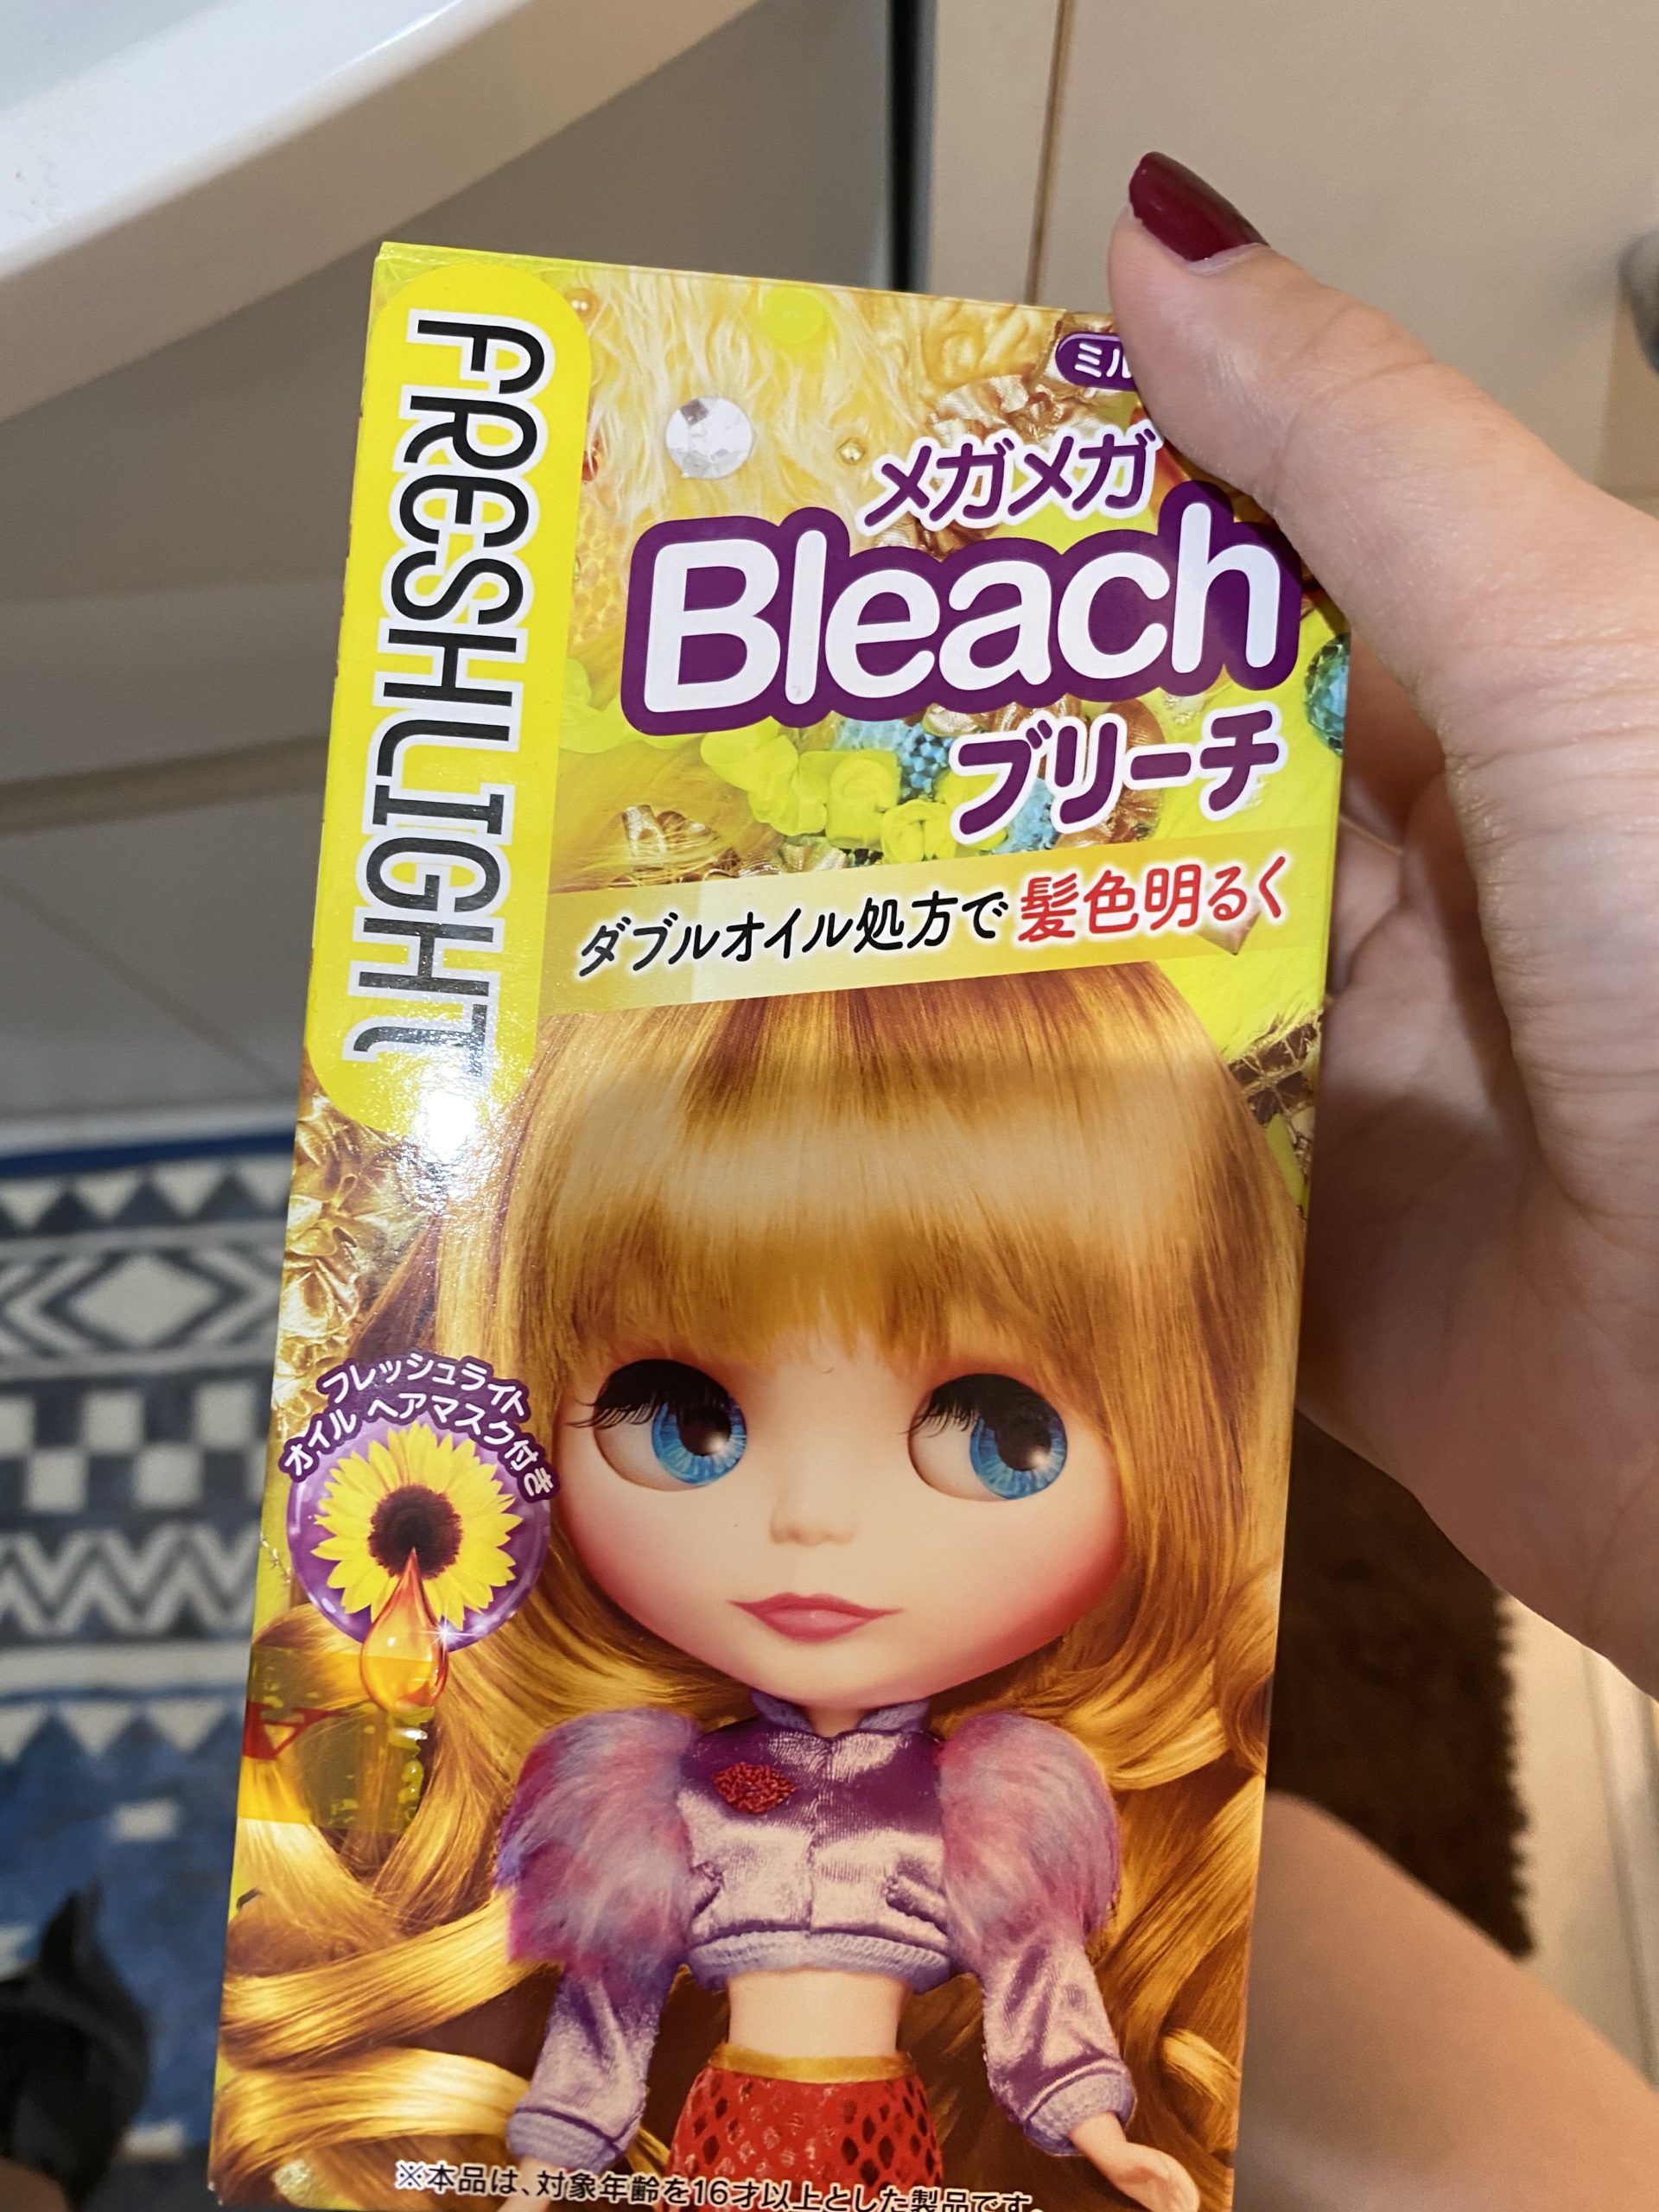 FRESHLIGHT
メガメガ
Bleach
ブリーチ
ダブルオイル処方で髪色明るく
フレッシュライト
オイル ヘアマスク付き
※本品は、対象年齢を16才以上とした製品です。